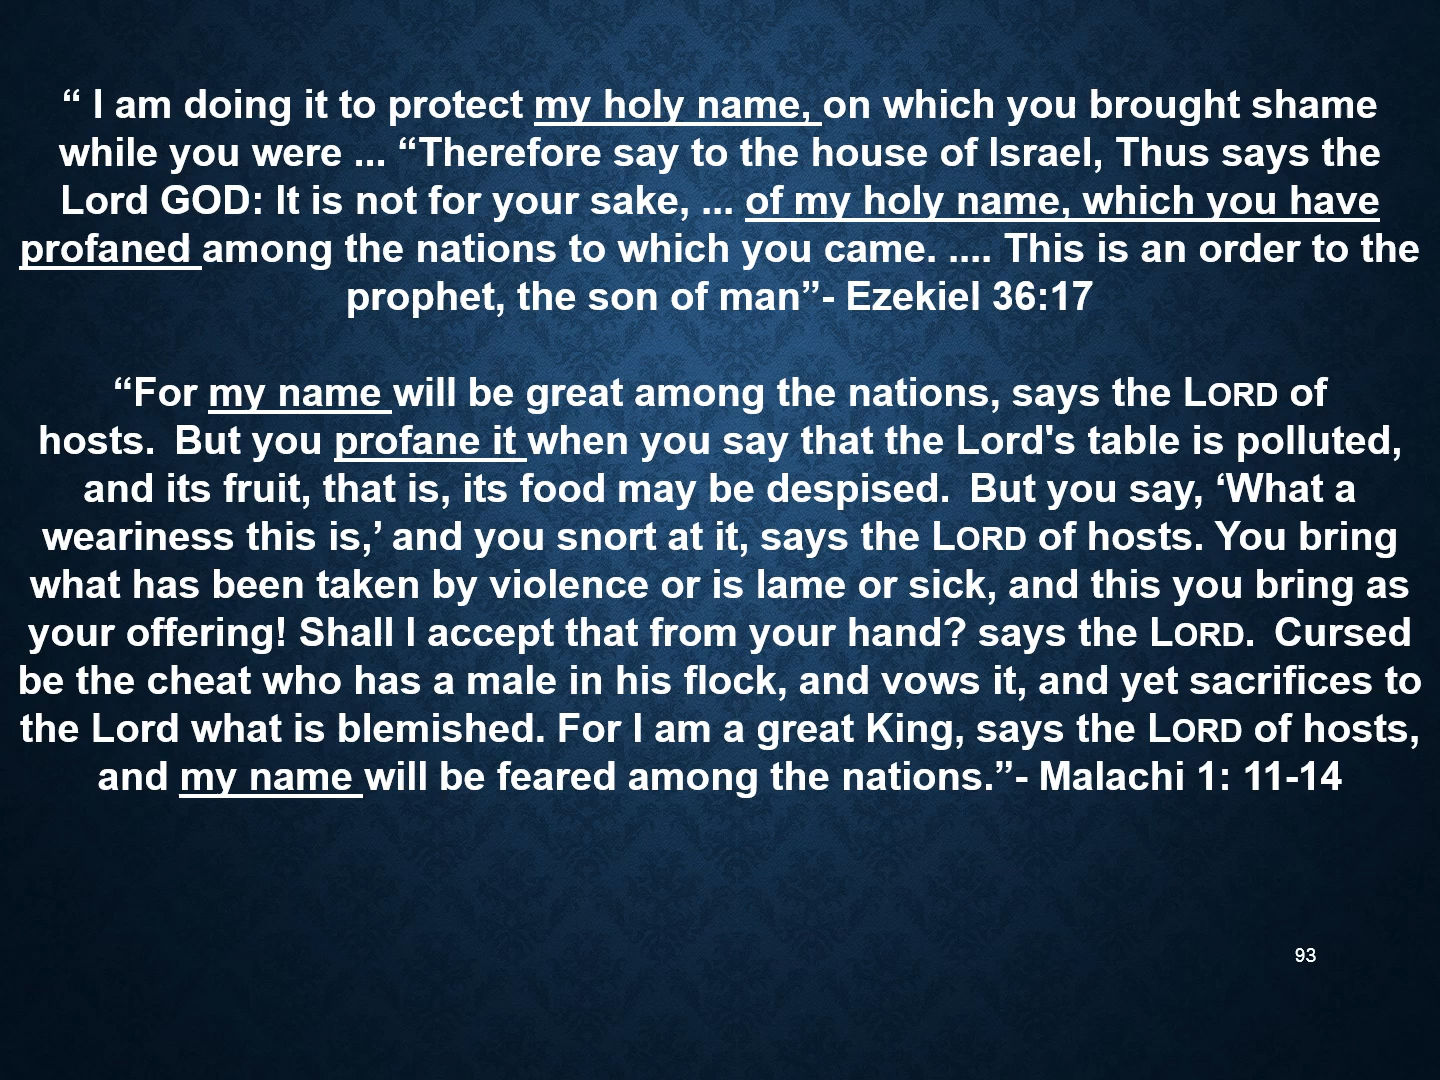 “ I am doing it to protect my holy name, on which you brought shame
while you were ... “Therefore say to the house of Israel, Thus says the
Lord GOD: It is not for your sake, ... of my holy name, which you have
profaned among the nations to which you came. .... This is an order to the
prophet, the son of man”- Ezekiel 36:17
“For my name will be great among the nations, says the LORD of
hosts.  But you profane it when you say that the Lord's table is polluted,
and its fruit, that is, its food may be despised.  But you say, ‘What a
weariness this is,’ and you snort at it, says the LORD of hosts. You bring
what has been taken by violence or is lame or sick, and this you bring as
your offering! Shall I accept that from your hand? says the LORD.  Cursed
be the cheat who has a male in his flock, and vows it, and yet sacrifices to
the Lord what is blemished. For I am a great King, says the LORD of hosts,
and my name will be feared among the nations.”- Malachi 1: 11-14
93